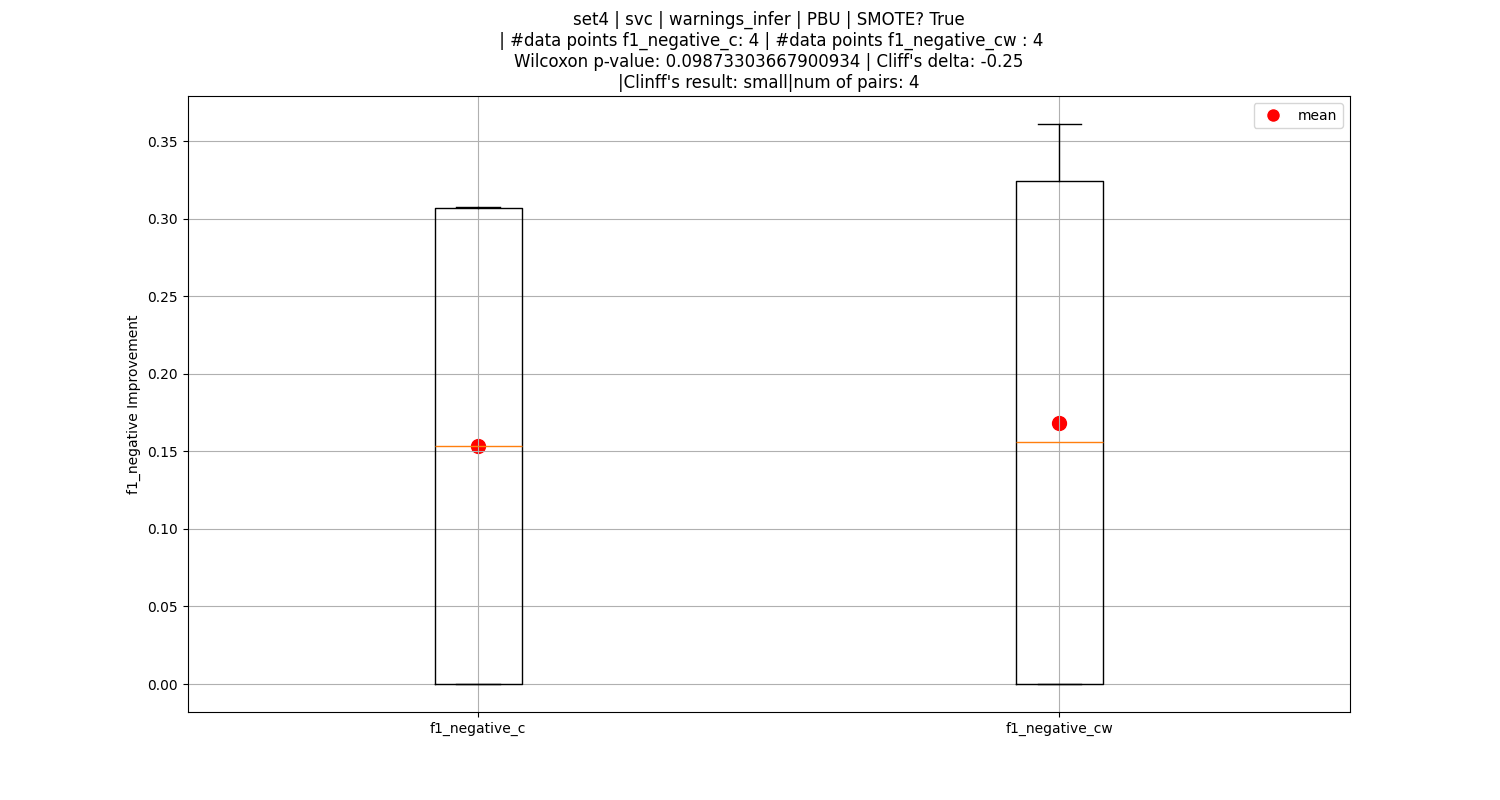 set4 | svc | warnings_infer | PBU | SMOTE? True
| #data points f1_negative_c: 4 | #data points f1_negative_cw : 4
Wilcoxon p-value: 0.09873303667900934 | Cliff's delta: -0.25
|Clinff's result: small|num of pairs: 4
mean
f1_negative Improvement
0.35
0.30
0.25
0.20
0.15
0.10
0.05
0.00
f1_negative_c
f1_negative_cw